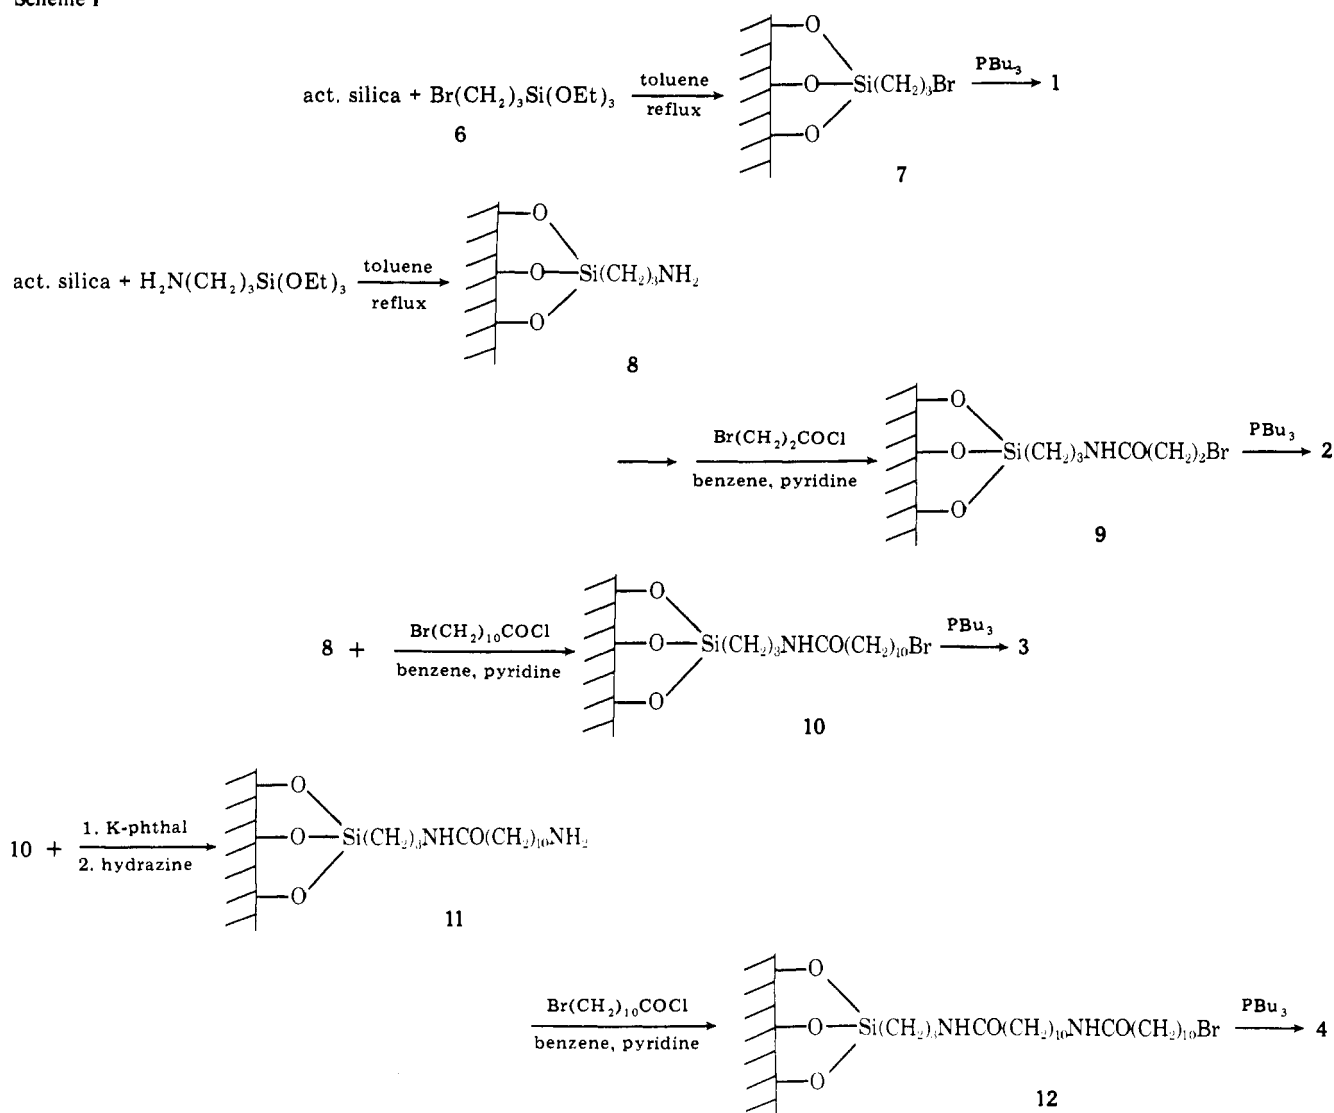 Scheme I
act. silica + Br(CH₂)₃Si(OEt)₃ toluene reflux O O O Si(CH₂)₃Br PBu₃ 1
6
7
act. silica + H₂N(CH₂)₃Si(OEt)₃ toluene reflux O O O Si(CH₂)₃NH₂
8
Br(CH₂)₂COCl benzene, pyridine O O O Si(CH₂)₃NHCO(CH₂)₂Br PBu₃ 2
9
8 + Br(CH₂)₁₀COCl benzene, pyridine O O O Si(CH₂)₃NHCO(CH₂)₁₀Br PBu₃ 3
10
10 + 1. K-phthal 2. hydrazine O O O Si(CH₂)₃NHCO(CH₂)₁₀NH₂
11
Br(CH₂)₁₀COCl benzene, pyridine O O O Si(CH₂)₃NHCO(CH₂)₁₀NHCO(CH₂)₁₀Br PBu₃ 4
12